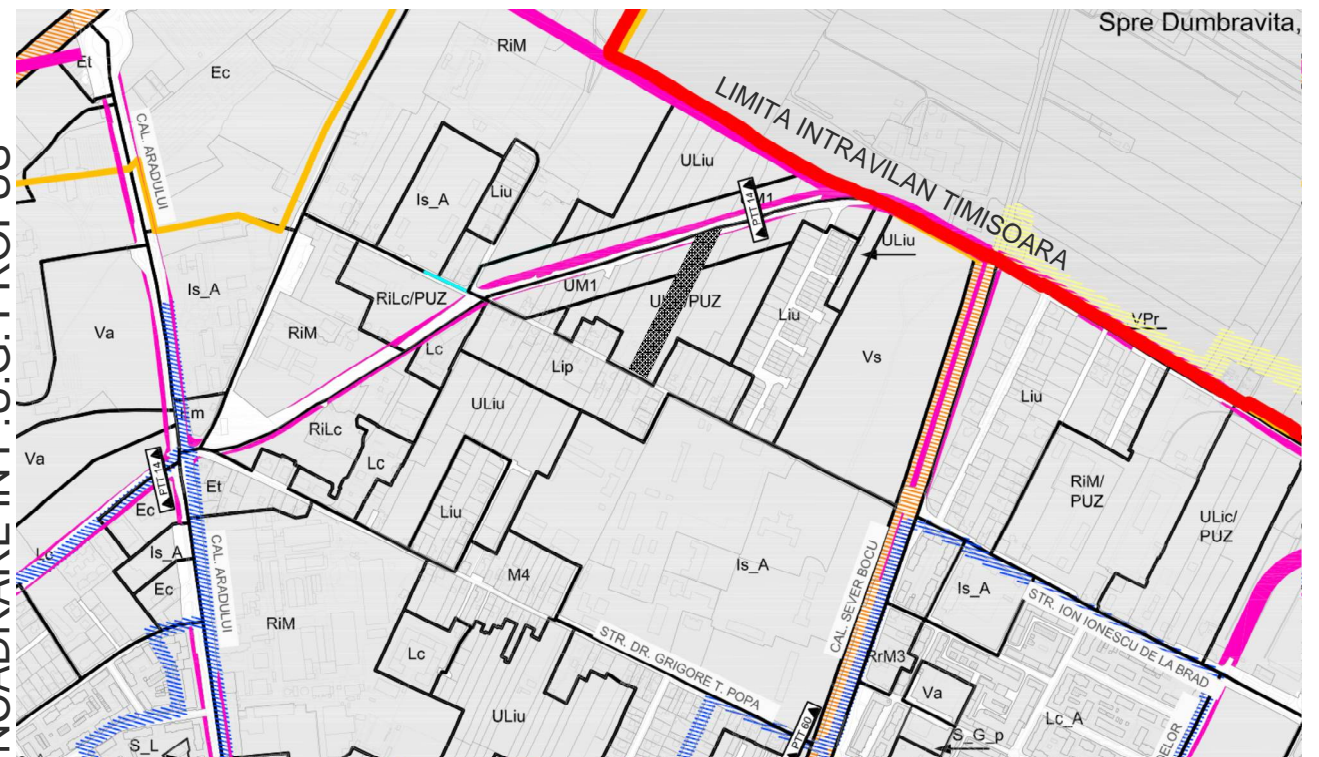 Spre Dumbravita,
RiM
Et
Ec
LIMITA INTRAVILAN TIMISOARA
CAL. ARADULUI
ULiu
Is_A
Liu
PTT 14
ULiu
Is_A
RiLc/PUZ
UM1
Liu
VPr_
Va
RiM
Lc
Lip
Vs
Liu
ULiu
RiLc
Va
Lc
RiM/
PUZ
PTT 14
Et
Ec
Liu
ULic/
PUZ
Is_A
CAL. ARADULUI
Ec
M4
Is_A
CAL. SEVER BOCU
Is_A
STR. ION IONESCU DE LA BRAD
RiM
Lc
STR. DR. GRIGORE T. POPA
RrM3
Va
ULiu
Lc_A
S_G_p
PTT 60
S_L